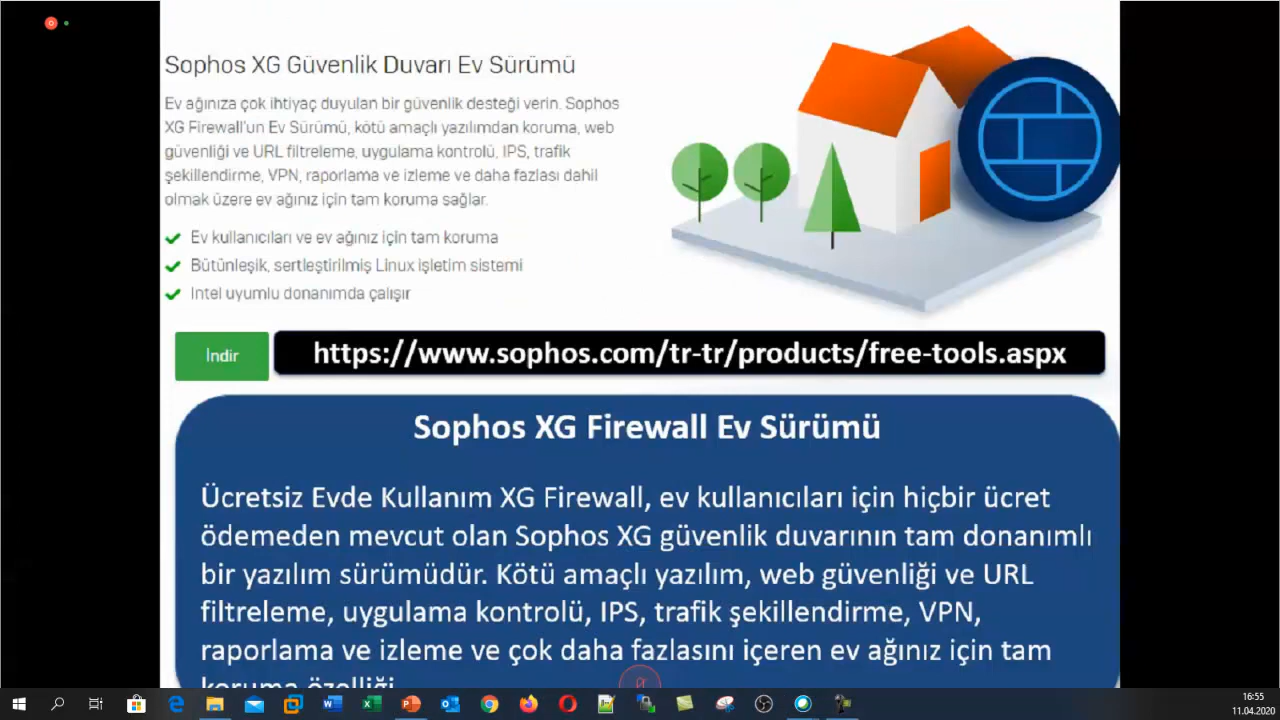 Sophos XG Güvenlik Duvarı Ev Sürümü
Ev ağınıza çok ihtiyaç duyulan bir güvenlik desteği verin. Sophos
XG Firewall'un Ev Sürümü, kötü amaçlı yazılımdan koruma, web
güvenliği ve URL filtreleme, uygulama kontrolü, IPS, trafik
şekillendirme, VPN, raporlama ve izleme ve daha fazlası dahil
olmak üzere ev ağınız için tam koruma sağlar.
Ev kullanıcıları ve ev ağınız için tam koruma
Bütünleşik, sertleştirilmiş Linux işletim sistemi
Intel uyumlu donanımda çalışır
İndir
https://www.sophos.com/tr-tr/products/free-tools.aspx
Sophos XG Firewall Ev Sürümü
Ücretsiz Evde Kullanım XG Firewall, ev kullanıcıları için hiçbir ücret
ödemeden mevcut olan Sophos XG güvenlik duvarının tam donanımlı
bir yazılım sürümüdür. Kötü amaçlı yazılım, web güvenliği ve URL
filtreleme, uygulama kontrolü, IPS, trafik şekillendirme, VPN,
raporlama ve izleme ve çok daha fazlasını içeren ev ağınız için tam
koruma özelliği
16:55
11.04.2020